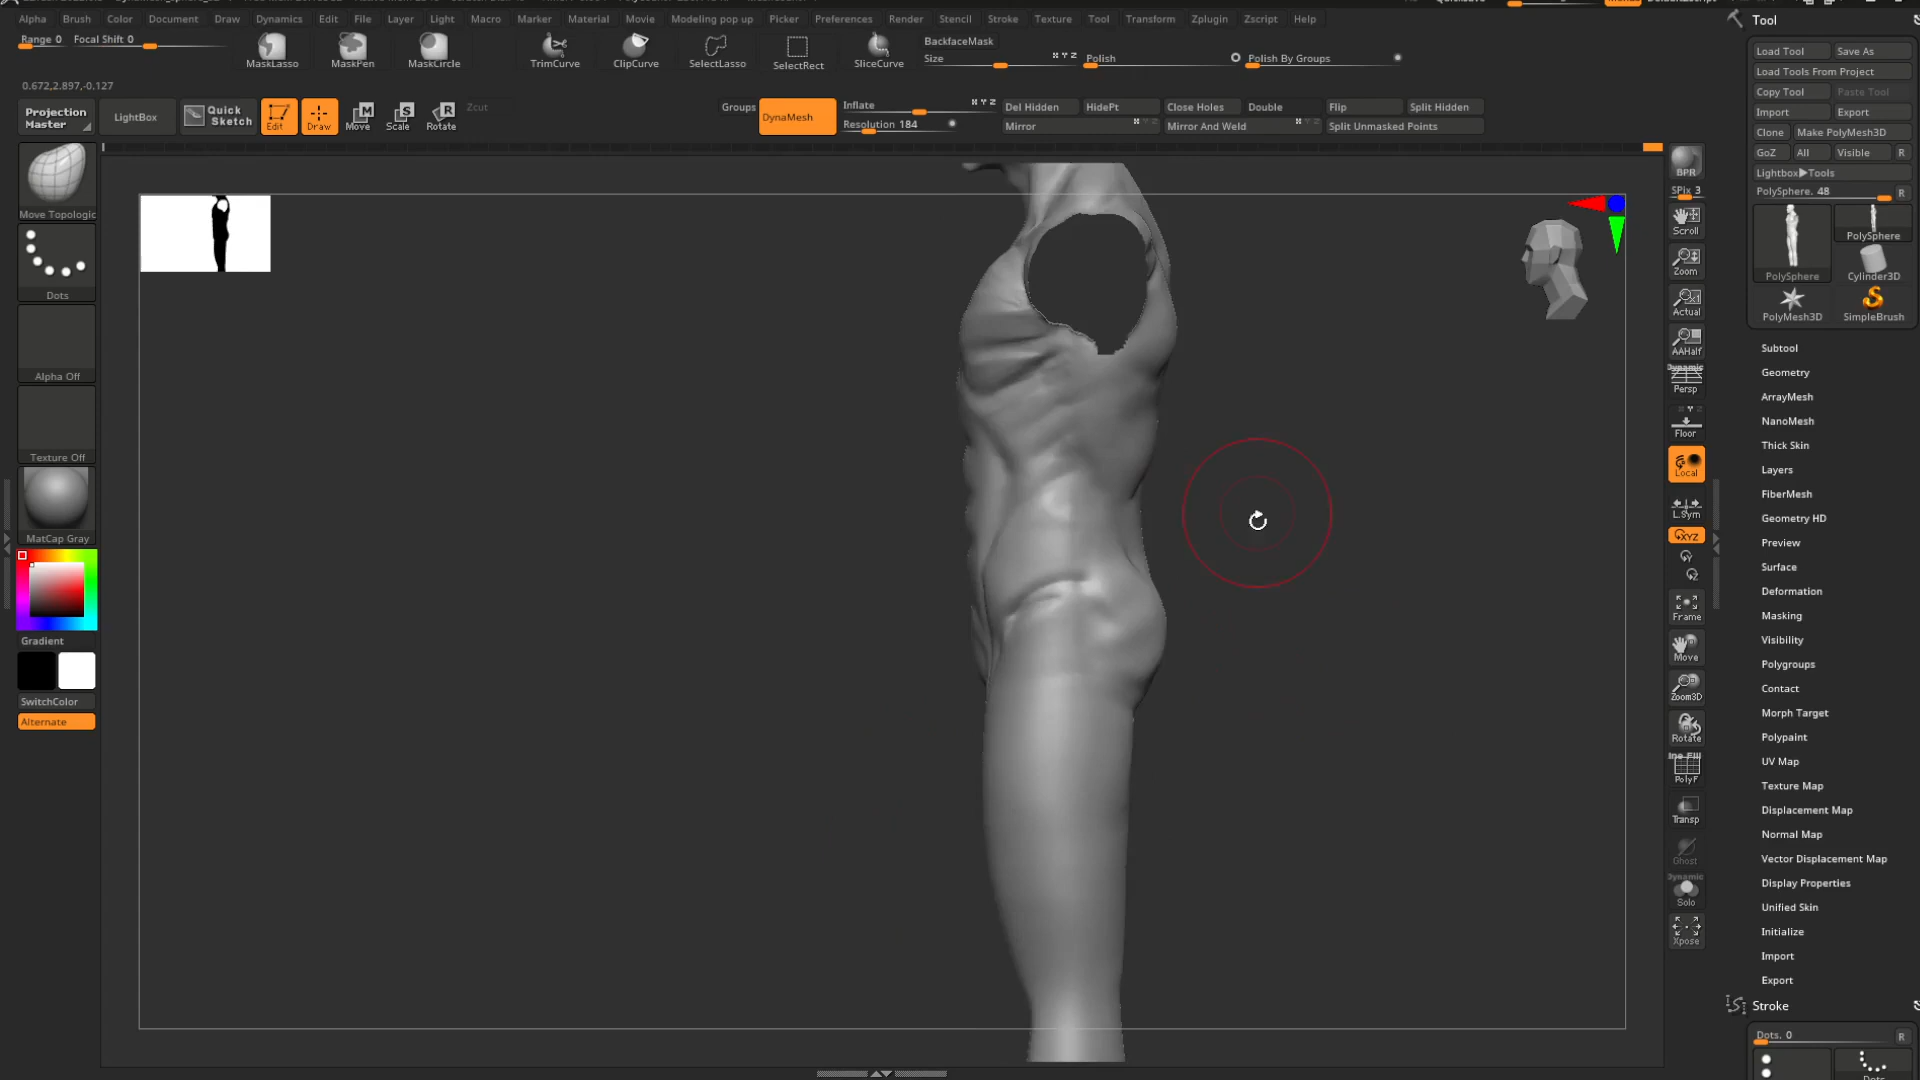 Alpha Brush Color Document Draw Dynamics Edit File Layer Light Macro Marker Material Movie Modeling pop up Picker Preferences Render Stencil Stroke Texture Tool Transform Zplugin Zscript Help
Range 0 Focal Shift 0
MaskLasso MaskPen MaskCircle TrimCurve ClipCurve SelectLasso SelectRect SliceCurve
BackfaceMask
Size X Y Z Polish Polish By Groups
0.672,2.897,-0.127
Projection Master
LightBox
Quick Sketch
Edit Draw Move Scale Rotate
Zcut
Groups DynaMesh
Inflate
Resolution 184
Del Hidden HidePt Close Holes Double Flip Split Hidden
Mirror Mirror And Weld Split Unmasked Points
Move Topologic
Dots
Alpha Off
Texture Off
MatCap Gray
Gradient
SwitchColor
Alternate
BPR
SPix 3
Scroll
Zoom
Actual
AAHalf
Dynamic
Persp
Floor
Local
L.Sym
XYZ
Frame
Move
Zoom3D
Rotate
PolyF
Transp
Ghost
Dynamic
Solo
Xpose
Tool
Load Tool Save As
Load Tools From Project
Copy Tool Paste Tool
Import Export
Clone Make PolyMesh3D
GoZ All Visible R
Lightbox▶Tools
PolySphere. 48 R
PolySphere
PolySphere Cylinder3D
PolyMesh3D SimpleBrush
Subtool
Geometry
ArrayMesh
NanoMesh
Thick Skin
Layers
FiberMesh
Geometry HD
Preview
Surface
Deformation
Masking
Visibility
Polygroups
Contact
Morph Target
Polypaint
UV Map
Texture Map
Displacement Map
Normal Map
Vector Displacement Map
Display Properties
Unified Skin
Initialize
Import
Export
Stroke
Dots. 0 R